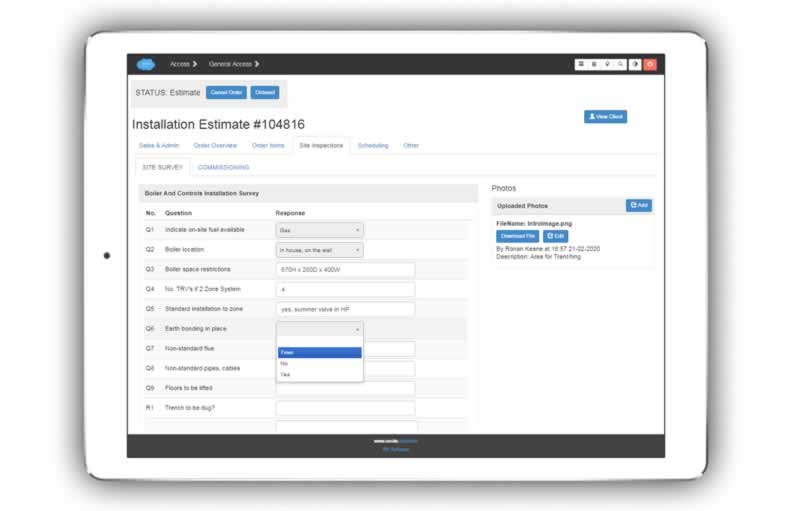 Access
General Access
STATUS: Estimate
Cancel Order
Ordered
Installation Estimate #104816
View Client
Sales & Admin
Order Overview
Order Items
Site Inspections
Scheduling
Other
SITE SURVEY
COMMISSIONING
Boiler And Controls Installation Survey
No. Question Response
Q1 Indicate on-site fuel available Gas
Q2 Boiler location In house, on the wall
Q3 Boiler space restrictions 670H x 280D x 400W
Q4 No. TRV's if 2 Zone System 4
Q5 Standard installation to zone yes, summer valve in HP
Q6 Earth bonding in place
Q7 Non-standard flue
No
Q8 Non-standard pipes, cables
Yes
Q9 Floors to be lifted
R1 Trench to be dug?
Photos
Uploaded Photos
Add
FileName: IntroImage.png
Download File
Edit
By Ronan Keane at 16:57 21-02-2020
Description: Area for Trenching